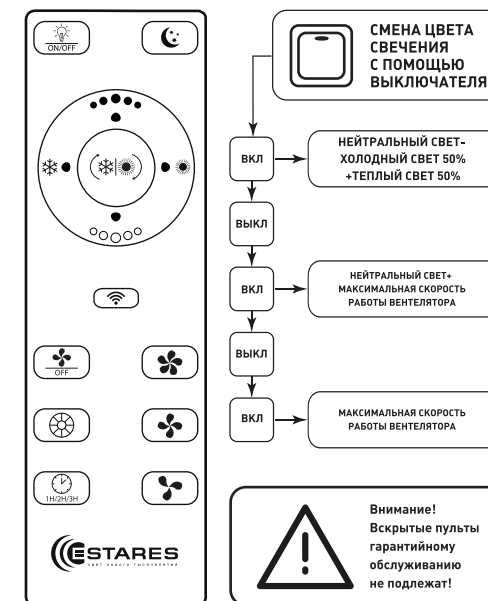 ON/OFF
OFF
1H/2H/3H
ESTARES
свет нового тысячелетия
СМЕНА ЦВЕТА
СВЕЧЕНИЯ
С ПОМОЩЬЮ
ВЫКЛЮЧАТЕЛЯ
ВКЛ
НЕЙТРАЛЬНЫЙ СВЕТ-
ХОЛОДНЫЙ СВЕТ 50%
+ТЕПЛЫЙ СВЕТ 50%
ВЫКЛ
ВКЛ
НЕЙТРАЛЬНЫЙ СВЕТ+
МАКСИМАЛЬНАЯ СКОРОСТЬ
РАБОТЫ ВЕНТЕЛЯТОРА
ВЫКЛ
ВКЛ
МАКСИМАЛЬНАЯ СКОРОСТЬ
РАБОТЫ ВЕНТЕЛЯТОРА
Внимание!
Вскрытые пульты
гарантийному
обслуживанию
не подлежат!